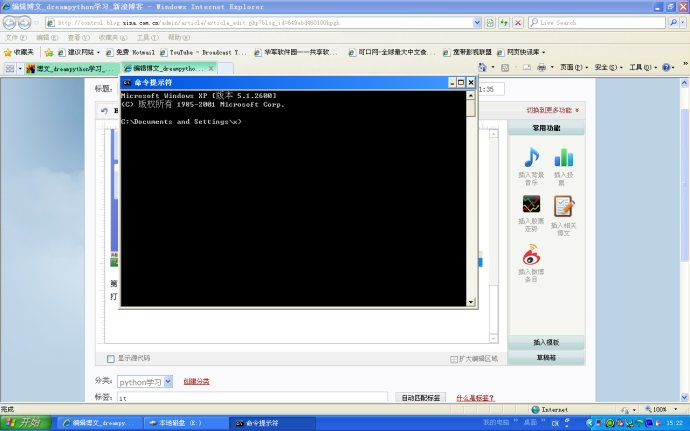 编辑博文_dreampython学习_新浪博客 - Windows Internet Explorer
http://control.blog.sina.com.cn/admin/article/article_edit.php?blog_id=649ebd480100kpgh
Live Search
文件(F) 编辑(E) 查看(V) 收藏夹(A) 工具(T) 帮助(H)
收藏夹 建议网站 免费 Hotmail YouTube - Broadcast Y... 华军软件园——共享软... 可口网-全球最大中文食... 宽带影视联盟 网页快讯库
博文_dreampython学习_... 编辑博文_dreampytho...
页面(P) 安全(S) 工具(O)
标题:
1:35
命令提示符
Microsoft Windows XP [版本 5.1.2600]
(C) 版权所有 1985-2001 Microsoft Corp.
C:\Documents and Settings\x>
切换到更多功能
常用功能
插入背景音乐
插入投票
插入股票走势
插入相关博文
插入微博条目
第
打
插入模板
草稿箱
显示源代码
扩大编辑区域
分类: python学习 创建分类
标签: it 自动匹配标签 什么是标签?
完成 Internet 100%
开始 编辑博文_dreampy... 本地磁盘 (E:) 命令提示符 我的电脑 桌面 CH 15:22